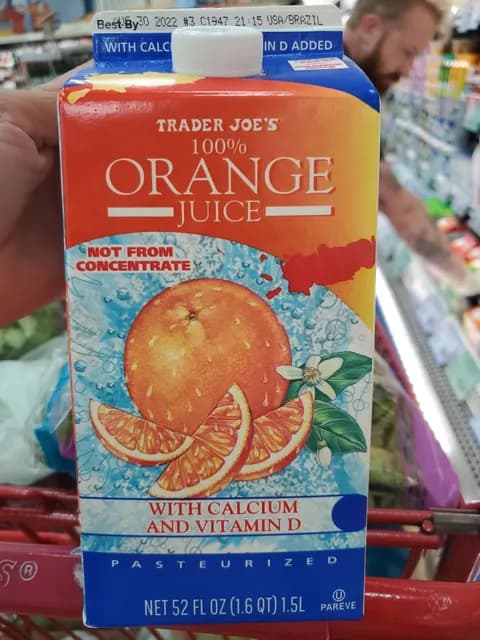 Best By AUG 30 2022 #3 C1947 21:15 USA/BRAZIL
WITH CALC IN D ADDED
TRADER JOE'S
100%
ORANGE
JUICE
NOT FROM
CONCENTRATE
WITH CALCIUM
AND VITAMIN D
PASTEURIZED
NET 52 FL OZ (1.6 QT) 1.5L
U
PAREVE
S®